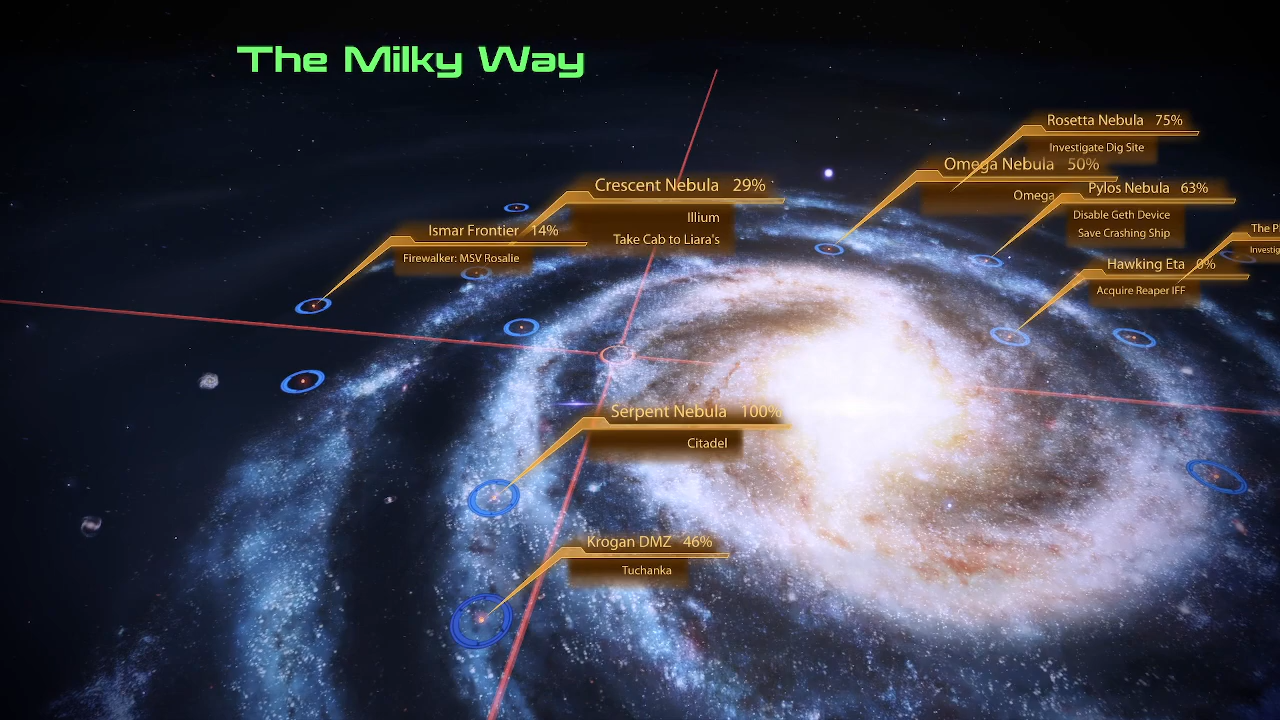 The Milky Way
Rosetta Nebula 75%
Investigate Dig Site
Omega Nebula 50%
Omega
Crescent Nebula 29%
Illium
Take Cab to Liara's
Pylos Nebula 63%
Disable Geth Device
Save Crashing Ship
Ismar Frontier 14%
Firewalker: MSV Rosalie
The
Hawking Eta 0%
Acquire Reaper IFF
Serpent Nebula 100%
Citadel
Krogan DMZ 46%
Tuchanka